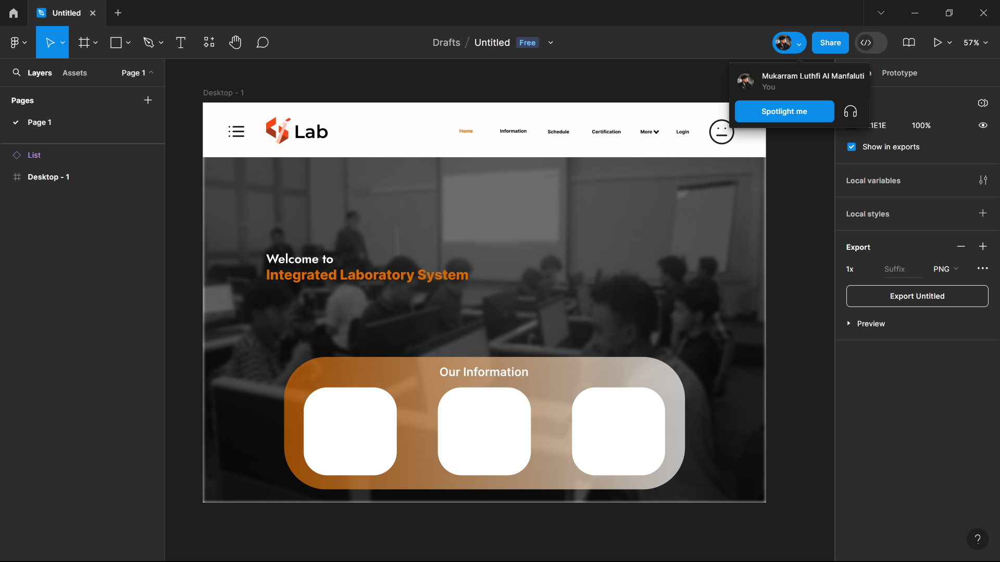 Untitled
Drafts / Untitled Free
Share
57%
Layers Assets Page 1
Pages
Page 1
List
Desktop - 1
Desktop - 1
Lab
Home Information Schedule Certification More Login
Welcome to
Integrated Laboratory System
Our Information
Mukarram Luthfi Al Manfaluti
You
Spotlight me
Prototype
1E1E 100%
Show in exports
Local variables
Local styles
Export
1x Suffix PNG
Export Untitled
Preview
?